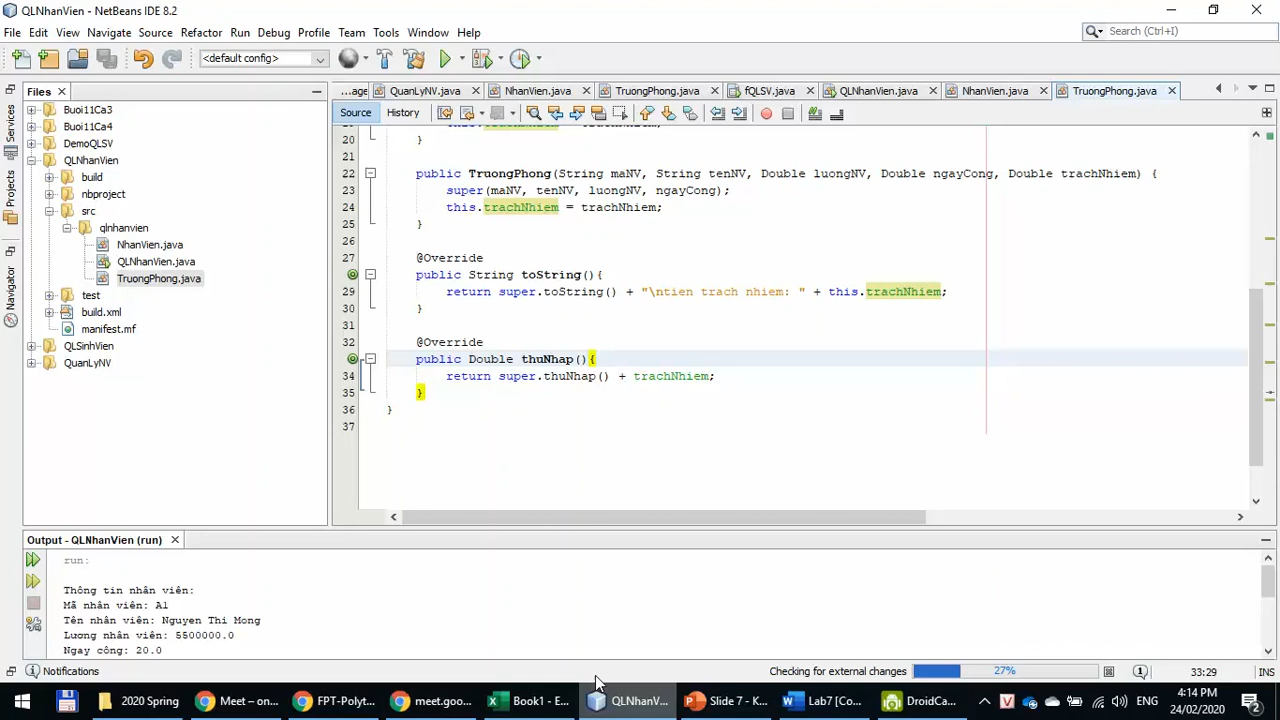 QLNhanVien - NetBeans IDE 8.2
File Edit View Navigate Source Refactor Run Debug Profile Team Tools Window Help
Search (Ctrl+I)
<default config>
Files
...age QuanLyNV.java NhanVien.java TruongPhong.java fQLSV.java QLNhanVien.java NhanVien.java TruongPhong.java
Source History
Services
Projects
Navigator
Buoi11Ca3
Buoi11Ca4
DemoQLSV
QLNhanVien
build
nbproject
src
qlnhanvien
NhanVien.java
QLNhanVien.java
TruongPhong.java
test
build.xml
manifest.mf
QLSinhVien
QuanLyNV
20 }
21
22 public TruongPhong(String maNV, String tenNV, Double luongNV, Double ngayCong, Double trachNhiem) {
23 super(maNV, tenNV, luongNV, ngayCong);
24 this.trachNhiem = trachNhiem;
25 }
26
27 @Override
28 public String toString(){
29 return super.toString() + "\ntien trach nhiem: " + this.trachNhiem;
30 }
31
32 @Override
public Double thuNhap(){
34 return super.thuNhap() + trachNhiem;
35 }
36 }
37
Output - QLNhanVien (run)
run:
Thông tin nhân viên:
Mã nhân viên: A1
Tên nhân viên: Nguyen Thi Mong
Lương nhân viên: 5500000.0
Ngay công: 20.0
Notifications
Checking for external changes 27% 1 33:29 INS
2020 Spring Meet – on... FPT-Polyt... meet.goo... Book1 - E... QLNhanV... Slide 7 - K... Lab7 [Co... DroidCa...
ENG 4:14 PM 24/02/2020 2